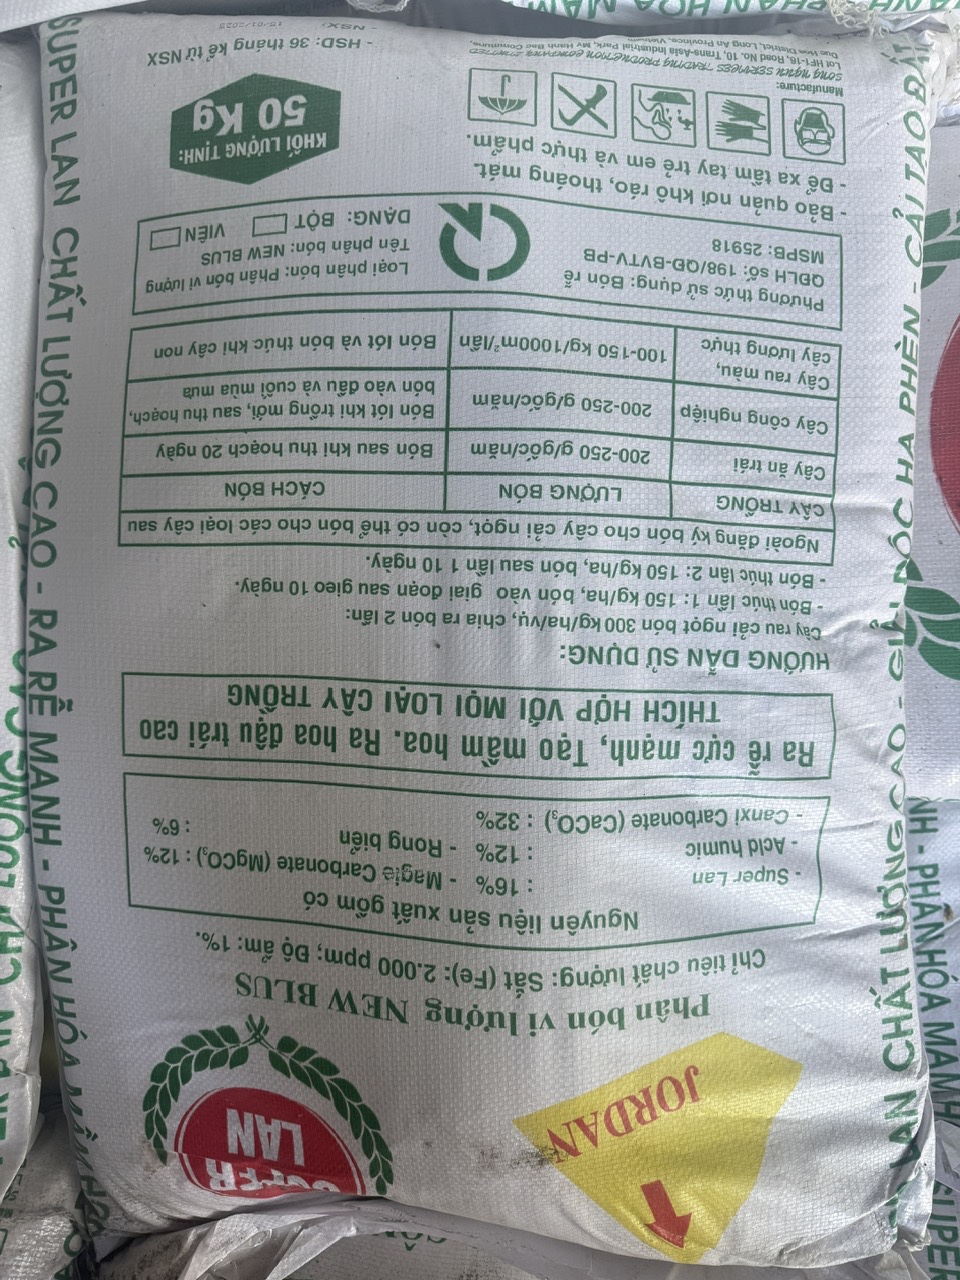 JORDAN
SUPER
LAN
Phân bón vi lượng NEW BLUS
Chỉ tiêu chất lượng: Sắt (Fe): 2.000 ppm; Độ ẩm: 1%.
Nguyên liệu sản xuất gồm có
- Super Lan : 16% - Magie Carbonate (MgCO₃) : 12%
- Acld humic : 12% - Rong biển : 6%
- Canxi Carbonate (CaCO₃) : 32%
Ra rễ cực mạnh, Tạo mầm hoa. Ra hoa đậu trái cao
THÍCH HỢP VỚI MỌI LOẠI CÂY TRỒNG
HƯỚNG DẪN SỬ DỤNG:
Cây rau cải ngọt bón 300 kg/ha/vụ, chia ra bón 2 lần:
- Bón thúc lần 1: 150 kg/ha, bón vào giai đoạn sau gieo 10 ngày.
- Bón thúc lân 2: 150 kg/ha, bón sau lần 1 10 ngày.
Ngoài đăng ký bón cho cây cải ngọt, còn có thể bón cho các loại cây sau
CÂY TRỒNG LƯỢNG BÓN CÁCH BÓN
Cây ăn trái 200-250 g/gốc/năm Bón sau khi thu hoạch 20 ngày
Cây công nghiệp 200-250 g/gốc/năm Bón lót khi trồng mới, sau thu hoạch,
bón vào đầu và cuối mùa mưa
Cây rau màu,
cây lương thực 100-150 kg/1000m²/lần Bón lót và bón thúc khi cây non
Phương thức sử dụng: Bón rễ
QĐLH số: 198/QĐ-BVTV-PB
MSPB: 25918
Loại phân bón: Phân bón vi lượng
Tên phân bón: NEW BLUS
DẠNG: BỘT VIÊN
- Bảo quản nơi khô ráo, thoáng mát.
- Để xa tầm tay trẻ em và thực phẩm.
KHỐI LƯỢNG TỊNH:
50 Kg
Manufacture:
SONG NGUU SERVICES TRADING PRODUCTION COMPANY LIMITED
Lot HF1-16, Road No. 10, Trans-Asia Industrial Park, My Hanh Bac Commune,
Duc Hoa District, Long An Province, Vietnam
- HSD: 36 tháng kể từ NSX
- NSX: 15/01/2025
LAN CHẤT LƯỢNG CAO - GIẢI ĐỘC HẠ PHÈN - CẢI TẠO ĐẤT
SUPER LAN CHẤT LƯỢNG CAO - RA RỄ MẠNH - PHÂN HÓA MẦM H
NH - PHÂN HÓA MẦM H
SUPER
PHÂN HÓA MẦM